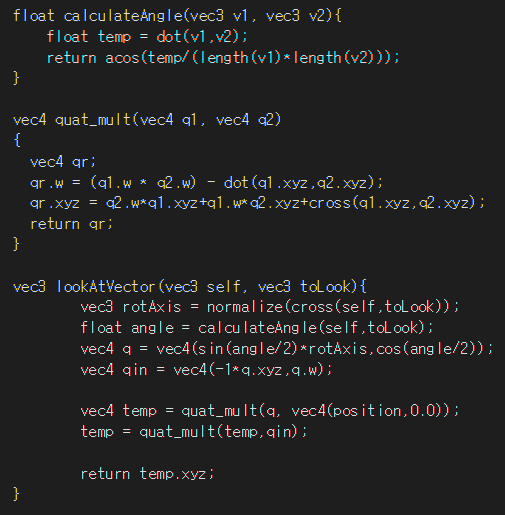 float calculateAngle(vec3 v1, vec3 v2){
    float temp = dot(v1,v2);
    return acos(temp/(length(v1)*length(v2)));
}

vec4 quat_mult(vec4 q1, vec4 q2)
{
  vec4 qr;
  qr.w = (q1.w * q2.w) - dot(q1.xyz,q2.xyz);
  qr.xyz = q2.w*q1.xyz+q1.w*q2.xyz+cross(q1.xyz,q2.xyz);
  return qr;
}

vec3 lookAtVector(vec3 self, vec3 toLook){
        vec3 rotAxis = normalize(cross(self,toLook));
        float angle = calculateAngle(self,toLook);
        vec4 q = vec4(sin(angle/2)*rotAxis,cos(angle/2));
        vec4 qin = vec4(-1*q.xyz,q.w);

        vec4 temp = quat_mult(q, vec4(position,0.0));
        temp = quat_mult(temp,qin);

        return temp.xyz;
}